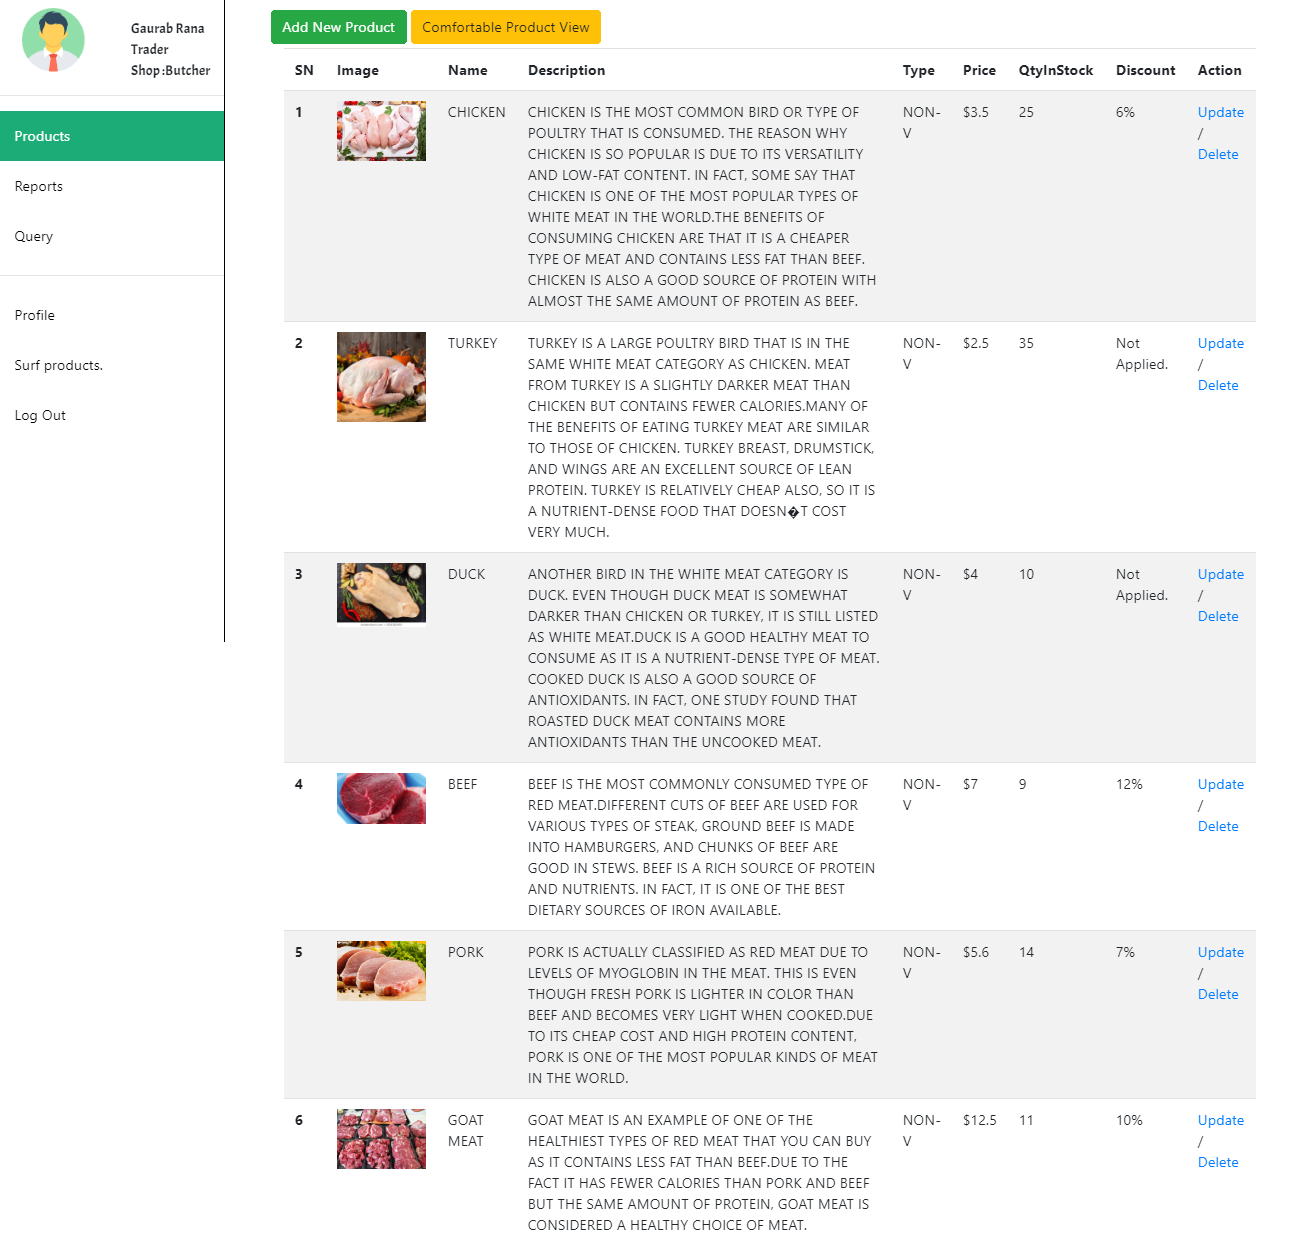 Gaurab Rana
Trader
Shop :Butcher
Products
Reports
Query
Profile
Surf products.
Log Out
Add New Product
Comfortable Product View
SN Image Name Description Type Price QtyInStock Discount Action
1
CHICKEN
CHICKEN IS THE MOST COMMON BIRD OR TYPE OF
POULTRY THAT IS CONSUMED. THE REASON WHY
CHICKEN IS SO POPULAR IS DUE TO ITS VERSATILITY
AND LOW-FAT CONTENT. IN FACT, SOME SAY THAT
CHICKEN IS ONE OF THE MOST POPULAR TYPES OF
WHITE MEAT IN THE WORLD.THE BENEFITS OF
CONSUMING CHICKEN ARE THAT IT IS A CHEAPER
TYPE OF MEAT AND CONTAINS LESS FAT THAN BEEF.
CHICKEN IS ALSO A GOOD SOURCE OF PROTEIN WITH
ALMOST THE SAME AMOUNT OF PROTEIN AS BEEF.
NON-
V
$3.5
25
6%
Update
/
Delete
2
TURKEY
TURKEY IS A LARGE POULTRY BIRD THAT IS IN THE
SAME WHITE MEAT CATEGORY AS CHICKEN. MEAT
FROM TURKEY IS A SLIGHTLY DARKER MEAT THAN
CHICKEN BUT CONTAINS FEWER CALORIES.MANY OF
THE BENEFITS OF EATING TURKEY MEAT ARE SIMILAR
TO THOSE OF CHICKEN. TURKEY BREAST, DRUMSTICK,
AND WINGS ARE AN EXCELLENT SOURCE OF LEAN
PROTEIN. TURKEY IS RELATIVELY CHEAP ALSO, SO IT IS
A NUTRIENT-DENSE FOOD THAT DOESN�T COST
VERY MUCH.
NON-
V
$2.5
35
Not
Applied.
Update
/
Delete
3
DUCK
ANOTHER BIRD IN THE WHITE MEAT CATEGORY IS
DUCK. EVEN THOUGH DUCK MEAT IS SOMEWHAT
DARKER THAN CHICKEN OR TURKEY, IT IS STILL LISTED
AS WHITE MEAT.DUCK IS A GOOD HEALTHY MEAT TO
CONSUME AS IT IS A NUTRIENT-DENSE TYPE OF MEAT.
COOKED DUCK IS ALSO A GOOD SOURCE OF
ANTIOXIDANTS. IN FACT, ONE STUDY FOUND THAT
ROASTED DUCK MEAT CONTAINS MORE
ANTIOXIDANTS THAN THE UNCOOKED MEAT.
NON-
V
$4
10
Not
Applied.
Update
/
Delete
4
BEEF
BEEF IS THE MOST COMMONLY CONSUMED TYPE OF
RED MEAT.DIFFERENT CUTS OF BEEF ARE USED FOR
VARIOUS TYPES OF STEAK, GROUND BEEF IS MADE
INTO HAMBURGERS, AND CHUNKS OF BEEF ARE
GOOD IN STEWS. BEEF IS A RICH SOURCE OF PROTEIN
AND NUTRIENTS. IN FACT, IT IS ONE OF THE BEST
DIETARY SOURCES OF IRON AVAILABLE.
NON-
V
$7
9
12%
Update
/
Delete
5
PORK
PORK IS ACTUALLY CLASSIFIED AS RED MEAT DUE TO
LEVELS OF MYOGLOBIN IN THE MEAT. THIS IS EVEN
THOUGH FRESH PORK IS LIGHTER IN COLOR THAN
BEEF AND BECOMES VERY LIGHT WHEN COOKED.DUE
TO ITS CHEAP COST AND HIGH PROTEIN CONTENT,
PORK IS ONE OF THE MOST POPULAR KINDS OF MEAT
IN THE WORLD.
NON-
V
$5.6
14
7%
Update
/
Delete
6
GOAT
MEAT
GOAT MEAT IS AN EXAMPLE OF ONE OF THE
HEALTHIEST TYPES OF RED MEAT THAT YOU CAN BUY
AS IT CONTAINS LESS FAT THAN BEEF.DUE TO THE
FACT IT HAS FEWER CALORIES THAN PORK AND BEEF
BUT THE SAME AMOUNT OF PROTEIN, GOAT MEAT IS
CONSIDERED A HEALTHY CHOICE OF MEAT.
NON-
V
$12.5
11
10%
Update
/
Delete